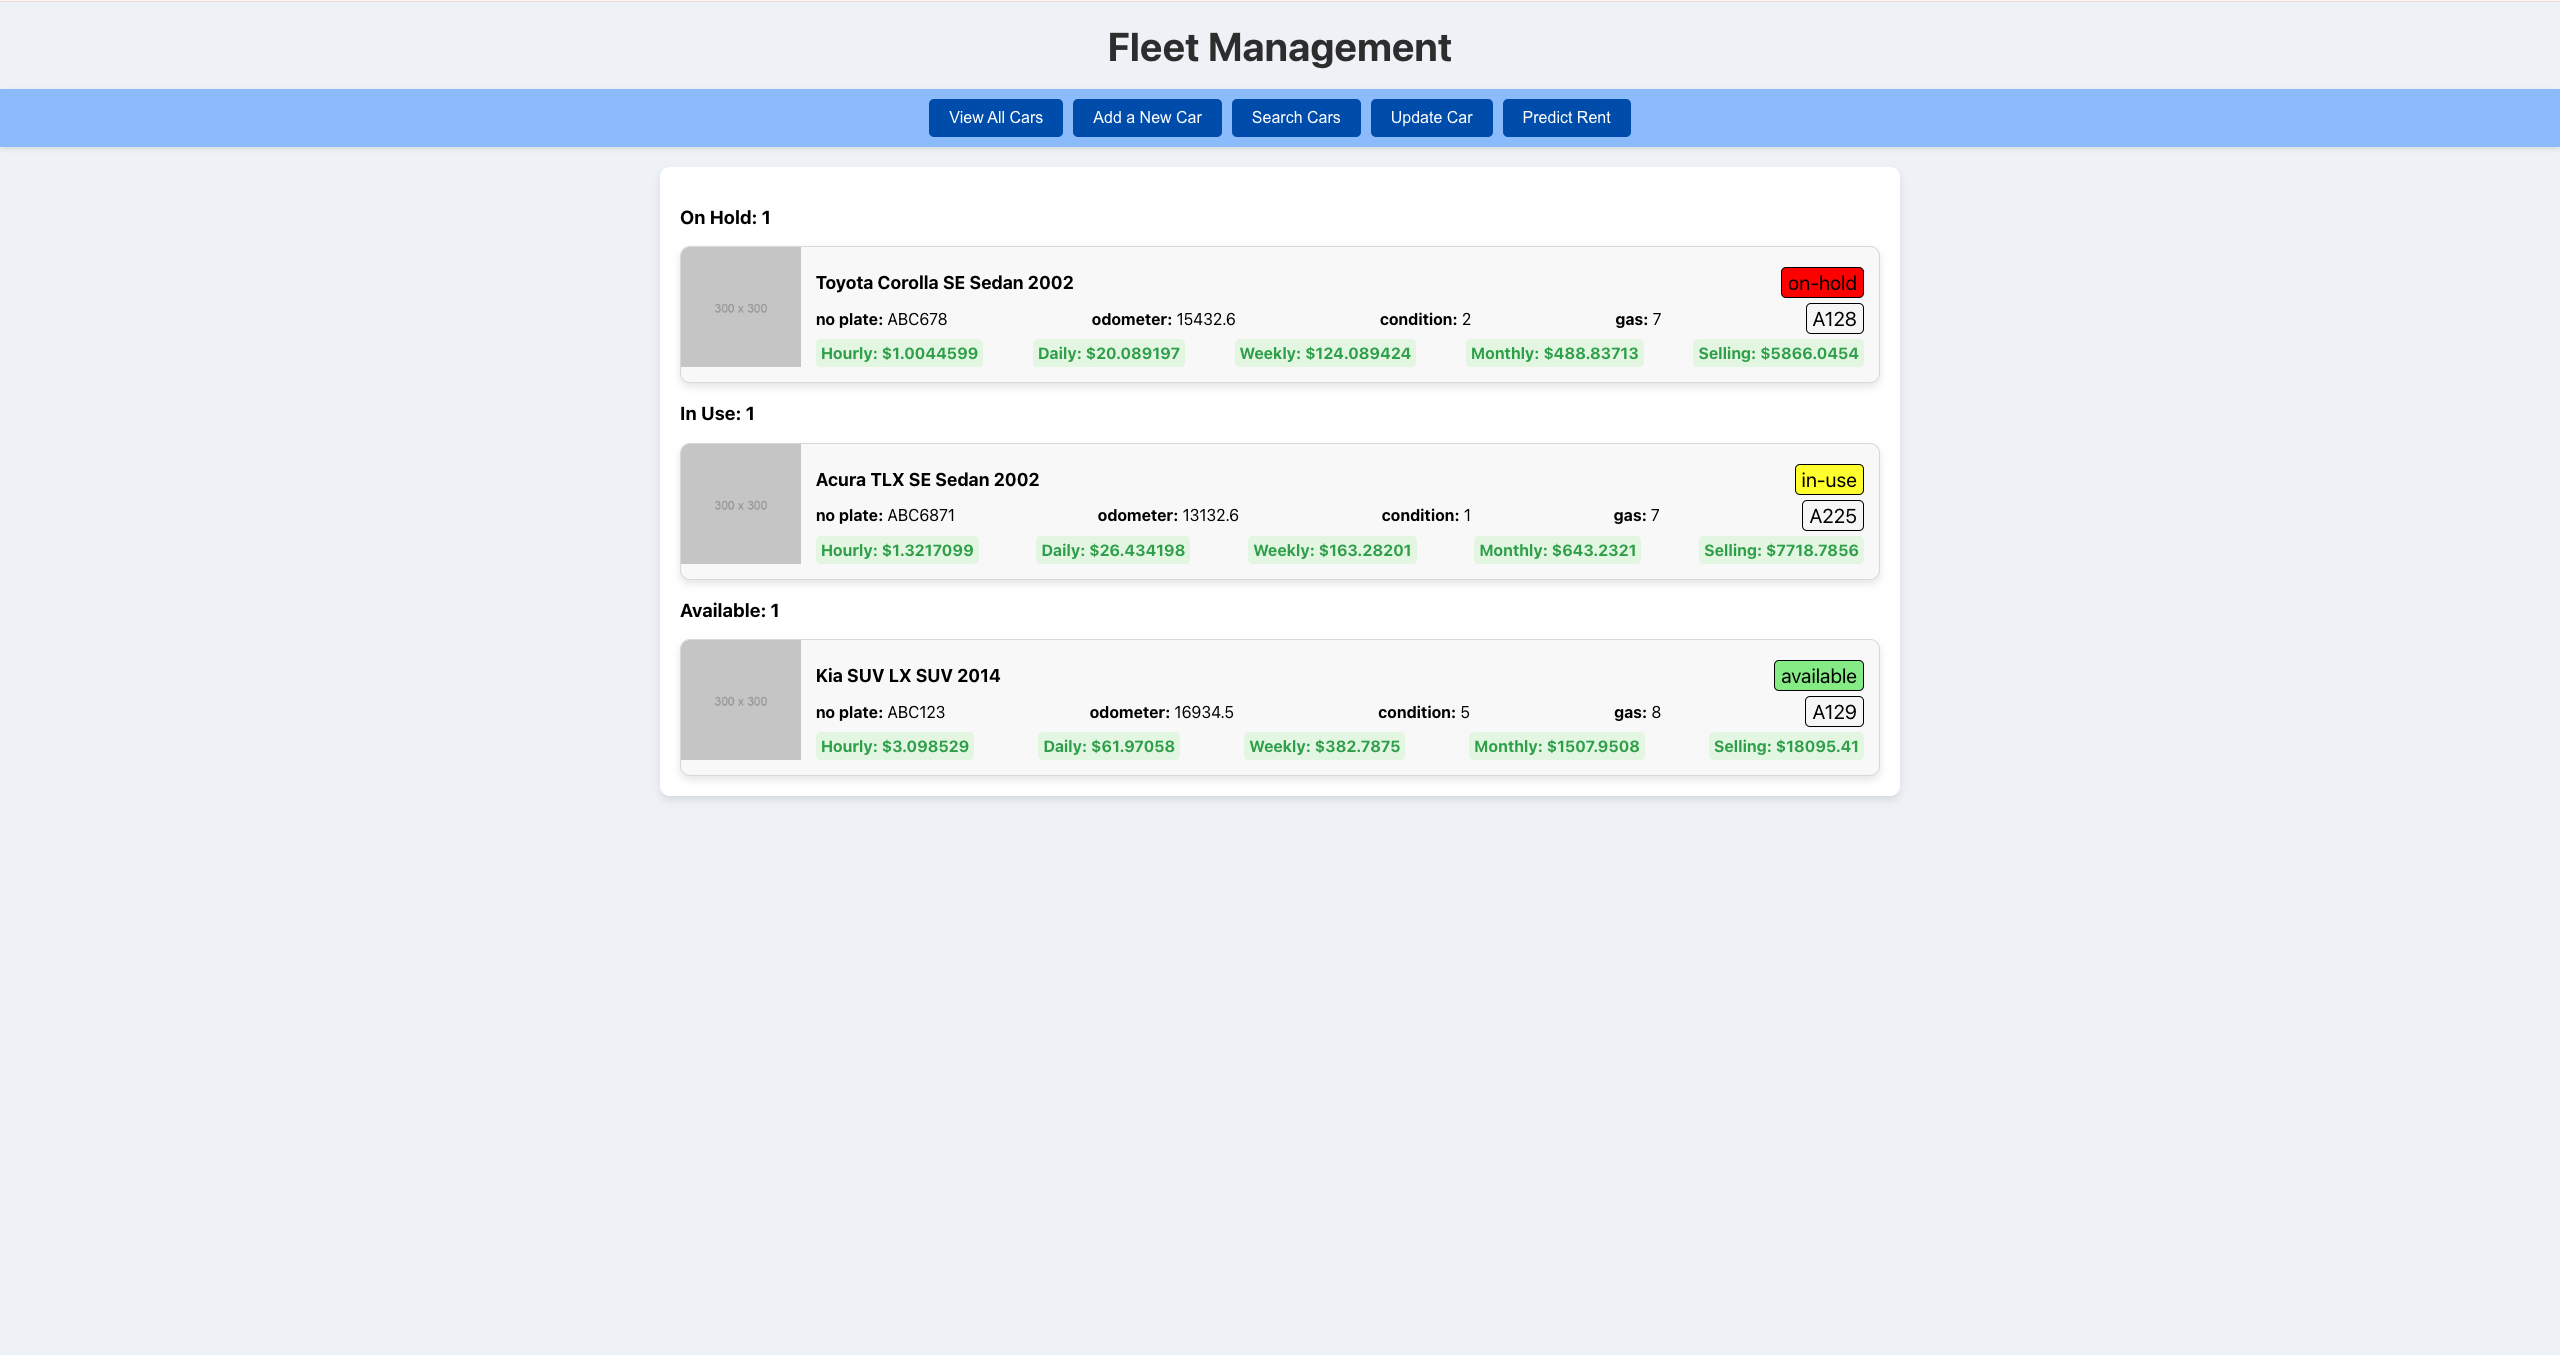 Fleet Management
View All Cars Add a New Car Search Cars Update Car Predict Rent
On Hold: 1
300 x 300
Toyota Corolla SE Sedan 2002 on-hold
no plate: ABC678 odometer: 15432.6 condition: 2 gas: 7 A128
Hourly: $1.0044599 Daily: $20.089197 Weekly: $124.089424 Monthly: $488.83713 Selling: $5866.0454
In Use: 1
300 x 300
Acura TLX SE Sedan 2002 in-use
no plate: ABC6871 odometer: 13132.6 condition: 1 gas: 7 A225
Hourly: $1.3217099 Daily: $26.434198 Weekly: $163.28201 Monthly: $643.2321 Selling: $7718.7856
Available: 1
300 x 300
Kia SUV LX SUV 2014 available
no plate: ABC123 odometer: 16934.5 condition: 5 gas: 8 A129
Hourly: $3.098529 Daily: $61.97058 Weekly: $382.7875 Monthly: $1507.9508 Selling: $18095.41